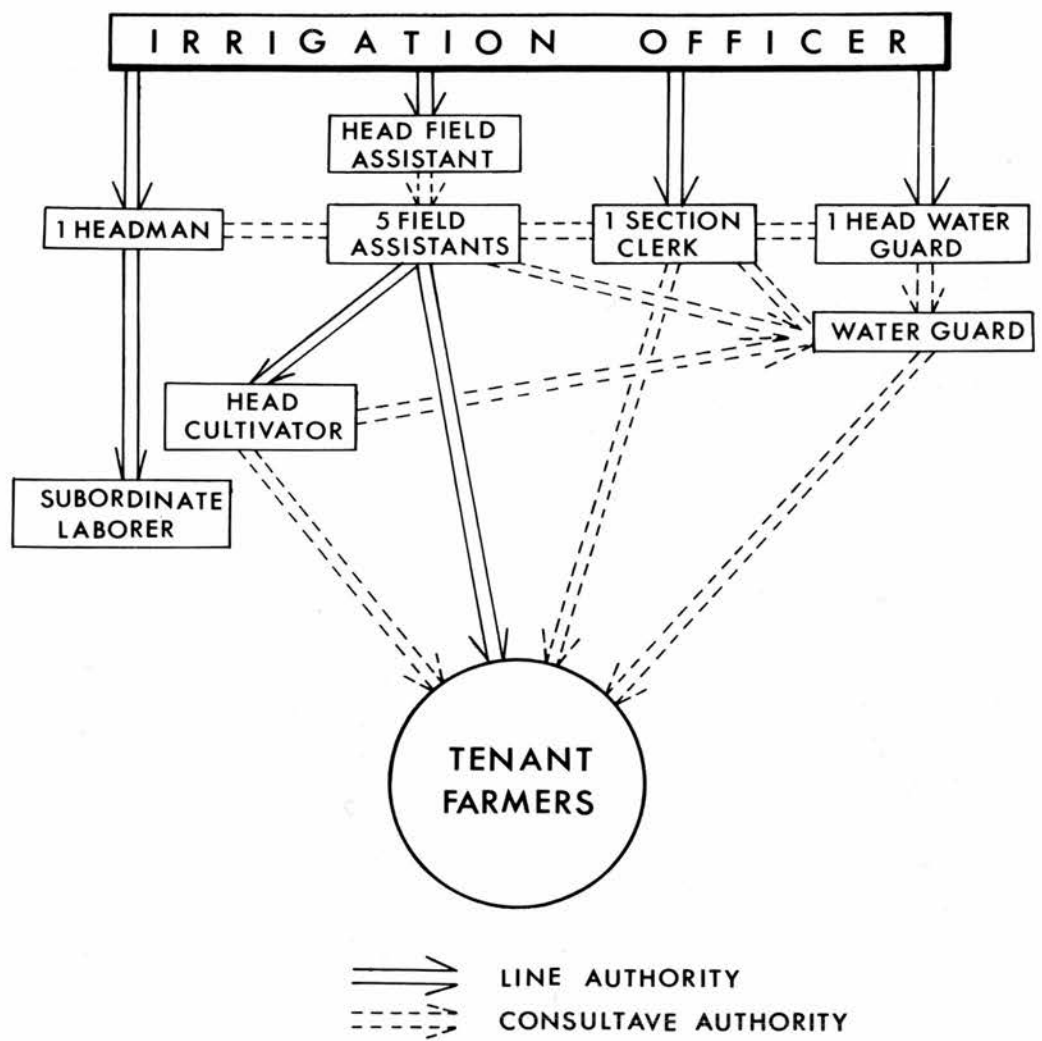 IRRIGATION OFFICER
HEAD FIELD
ASSISTANT
1 HEADMAN
5 FIELD
ASSISTANTS
1 SECTION
CLERK
1 HEAD WATER
GUARD
WATER GUARD
HEAD
CULTIVATOR
SUBORDINATE
LABORER
TENANT
FARMERS
LINE AUTHORITY
CONSULTAVE AUTHORITY